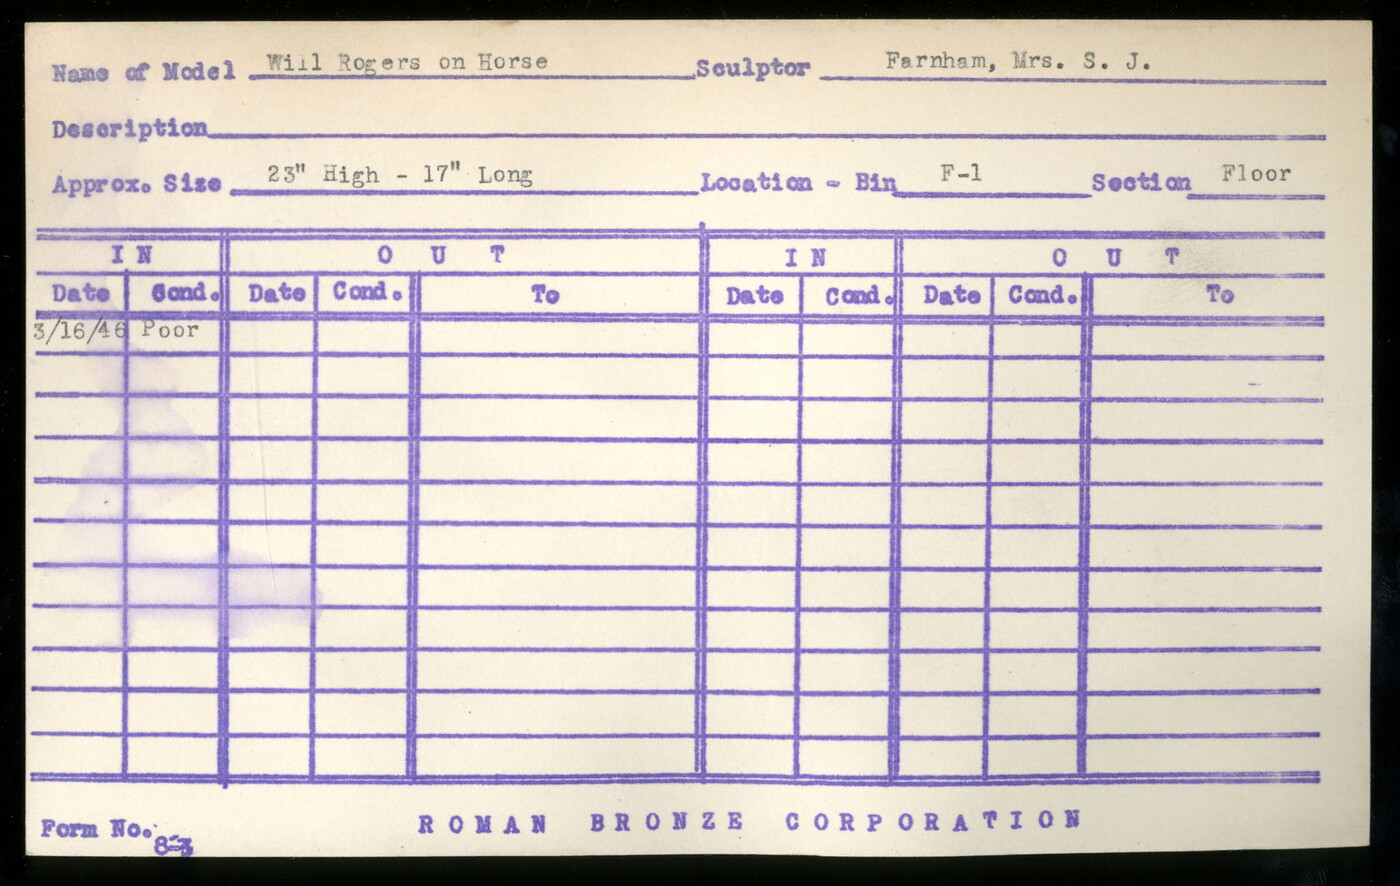 Name of Model Will Rogers on Horse Sculptor Farnham, Mrs. S. J.
Description
Approx. Size 23" High - 17" Long Location - Bin F-1 Section Floor
IN OUT IN OUT
Date Cond. Date Cond. To Date Cond. Date Cond. To
3/16/46 Poor
Form No. 8-3 ROMAN BRONZE CORPORATION